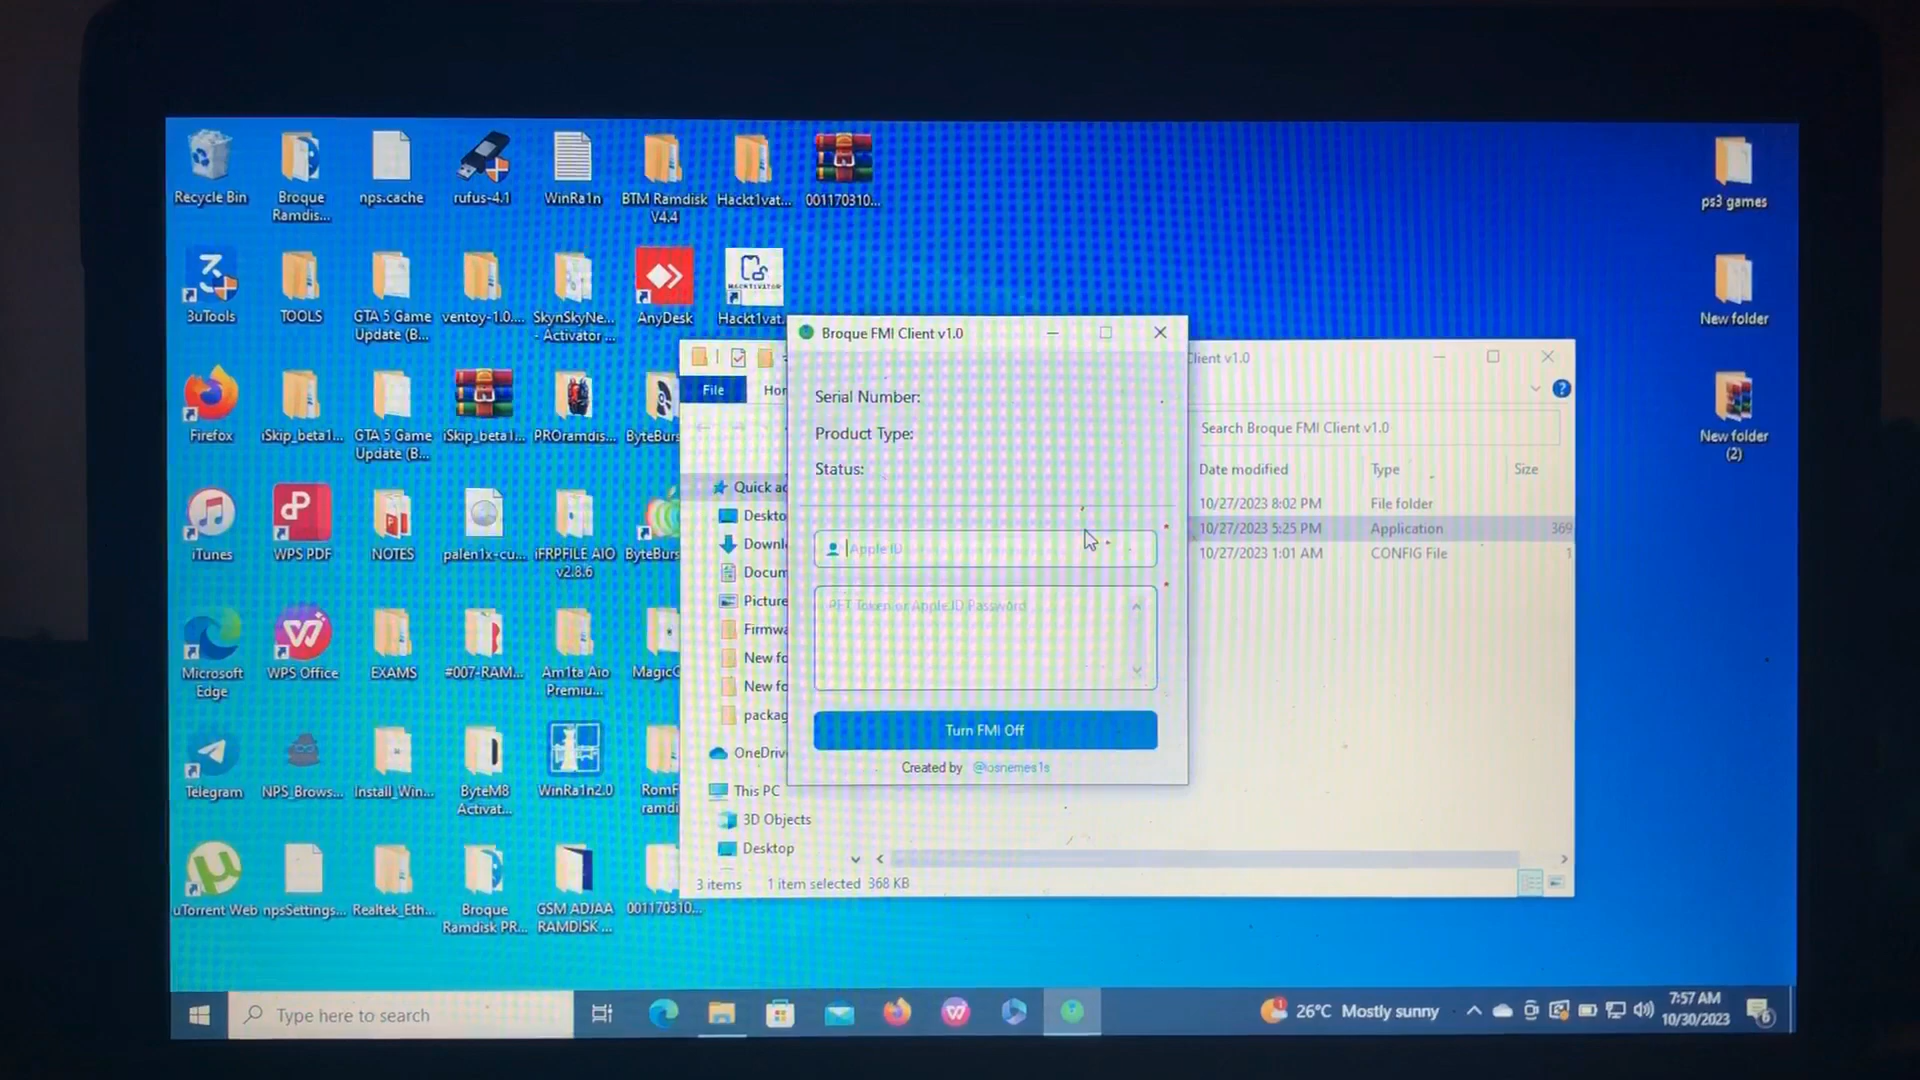 Recycle Bin
Broque
Ramdis...
nps.cache
rufus-4.1
WinRa1n
BTM Ramdisk
V4.4
Hackt1vat...
001170310...
ps3 games
3uTools
TOOLS
GTA 5 Game
Update (B...
ventoy-1.0....
SkynSkyNe...
- Activator ...
AnyDesk
HACKTIVATOR
Hackt1vat...
New folder
Firefox
iSkip_beta1...
GTA 5 Game
Update (B...
iSkip_beta1...
PROramdis...
ByteBurs
New folder
(2)
iTunes
WPS PDF
NOTES
palen1x-cu...
iFRPFILE AIO
v2.8.6
ByteBurs
Microsoft
Edge
WPS Office
EXAMS
#007-RAM...
Am1ta Aio
Premiu...
MagicC
Telegram
NPS_Brows...
Install_Win...
ByteM8
Activat...
WinRa1n2.0
RomF
ramdi
uTorrent Web
npsSettings...
Realtek_Eth...
Broque
Ramdisk PR...
GSM ADJAA
RAMDISK ...
001170310...
Broque FMI Client v1.0
Serial Number:
Product Type:
Status:
Apple ID
PET Token or Apple ID Password
Turn FMI Off
Created by @iosnemes1s
Client v1.0
File
Hor
Search Broque FMI Client v1.0
Date modified
Type
Size
10/27/2023 8:02 PM
File folder
10/27/2023 5:25 PM
Application
369
10/27/2023 1:01 AM
CONFIG File
1
Quick ac
Deskto
Downl
Docum
Picture
Firmwa
New fo
New fo
packag
OneDriv
This PC
3D Objects
Desktop
3 items
1 item selected 368 KB
Type here to search
26°C Mostly sunny
7:57 AM
10/30/2023
6